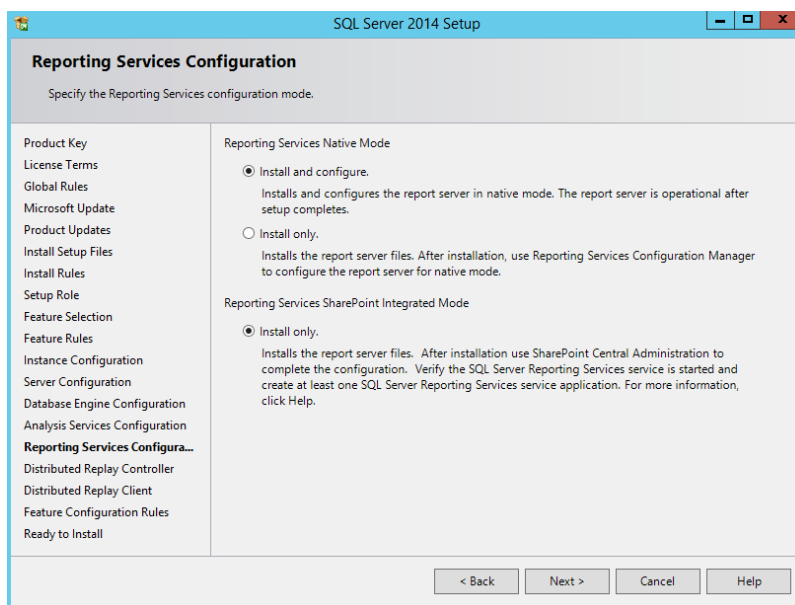 SQL Server 2014 Setup
Reporting Services Configuration
Specify the Reporting Services configuration mode.
Product Key
License Terms
Global Rules
Microsoft Update
Product Updates
Install Setup Files
Install Rules
Setup Role
Feature Selection
Feature Rules
Instance Configuration
Server Configuration
Database Engine Configuration
Analysis Services Configuration
Reporting Services Configura...
Distributed Replay Controller
Distributed Replay Client
Feature Configuration Rules
Ready to Install
Reporting Services Native Mode
Install and configure.
Installs and configures the report server in native mode. The report server is operational after
setup completes.
Install only.
Installs the report server files. After installation, use Reporting Services Configuration Manager
to configure the report server for native mode.
Reporting Services SharePoint Integrated Mode
Install only.
Installs the report server files.  After installation use SharePoint Central Administration to
complete the configuration.  Verify the SQL Server Reporting Services service is started and
create at least one SQL Server Reporting Services service application. For more information,
click Help.
< Back
Next >
Cancel
Help